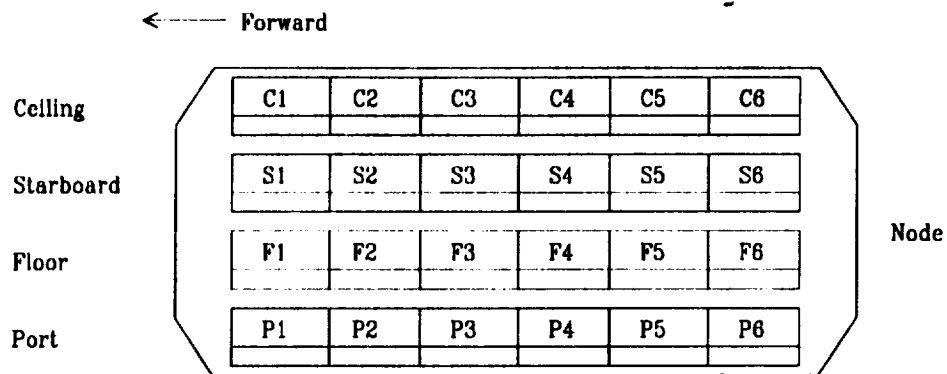 Forward
Ceiling C1 C2 C3 C4 C5 C6
Starboard S1 S2 S3 S4 S5 S6
Node
Floor F1 F2 F3 F4 F5 F6
Port P1 P2 P3 P4 P5 P6